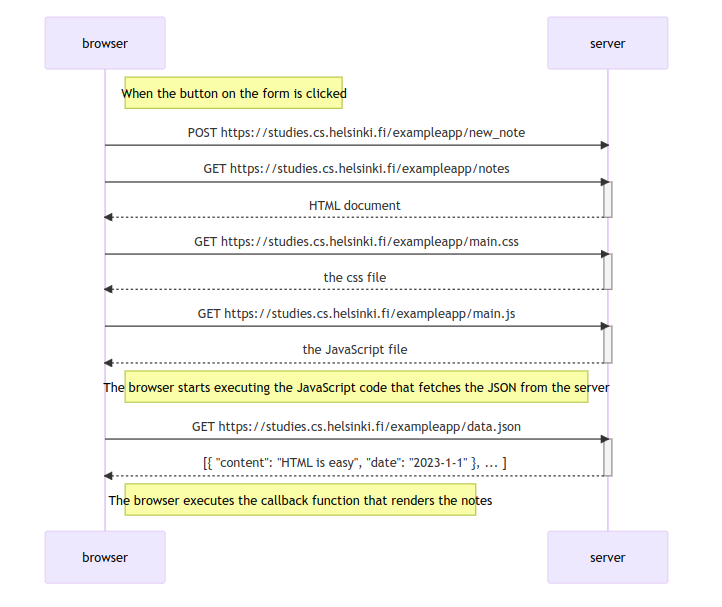 browser
server
When the button on the form is clicked
POST https://studies.cs.helsinki.fi/exampleapp/new_note
GET https://studies.cs.helsinki.fi/exampleapp/notes
HTML document
GET https://studies.cs.helsinki.fi/exampleapp/main.css
the css file
GET https://studies.cs.helsinki.fi/exampleapp/main.js
the JavaScript file
The browser starts executing the JavaScript code that fetches the JSON from the server
GET https://studies.cs.helsinki.fi/exampleapp/data.json
[{ "content": "HTML is easy", "date": "2023-1-1" }, ... ]
The browser executes the callback function that renders the notes
browser
server